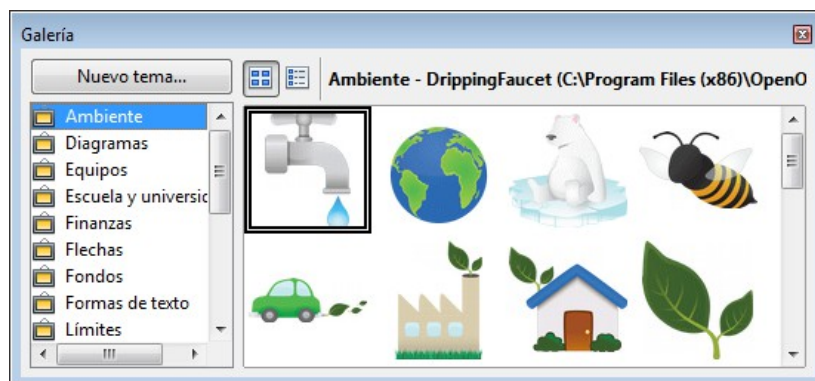 Galería
Nuevo tema...
Ambiente - DrippingFaucet (C:\Program Files (x86)\OpenO
Ambiente
Diagramas
Equipos
Escuela y universic
Finanzas
Flechas
Fondos
Formas de texto
Límites